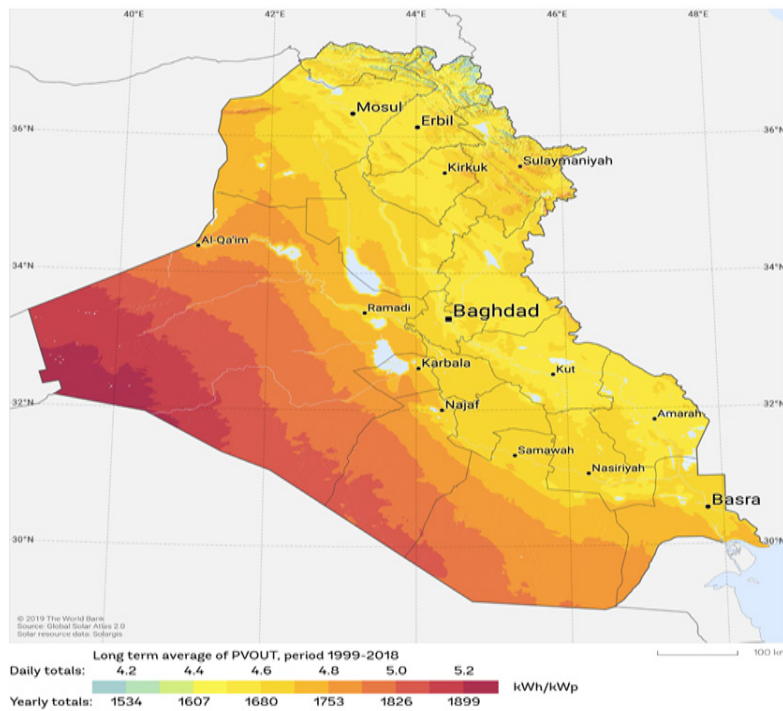 40°E 42°E 44°E 46°E 48°E
Mosul
36°N Erbil 36°N
Kirkuk Sulaymaniyah
Al-Qa'im
34°N 34°N
Ramadi Baghdad
Karbala Kut
32°N Najaf Amarah 32°N
Samawah
Nasiriyah
Basra
30°N 30°N
© 2019 The World Bank
Source: Global Solar Atlas 2.0
Solar resource data: Solargis
Long term average of PVOUT, period 1999-2018
100 km
Daily totals: 4.2 4.4 4.6 4.8 5.0 5.2
kWh/kWp
Yearly totals: 1534 1607 1680 1753 1826 1899